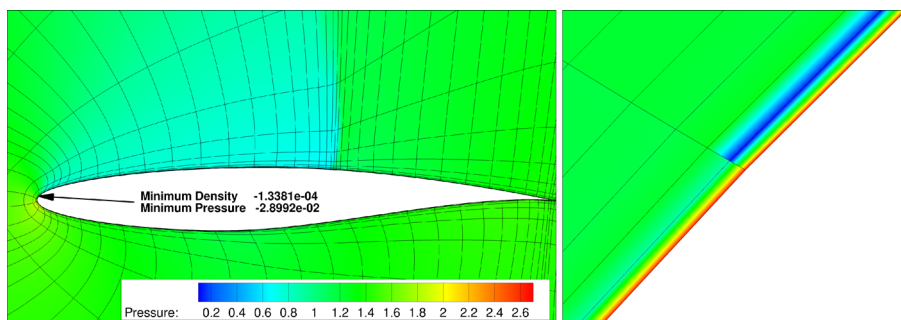 Minimum Density -1.3381e-04
Minimum Pressure -2.8992e-02
Pressure: 0.2 0.4 0.6 0.8 1 1.2 1.4 1.6 1.8 2 2.2 2.4 2.6